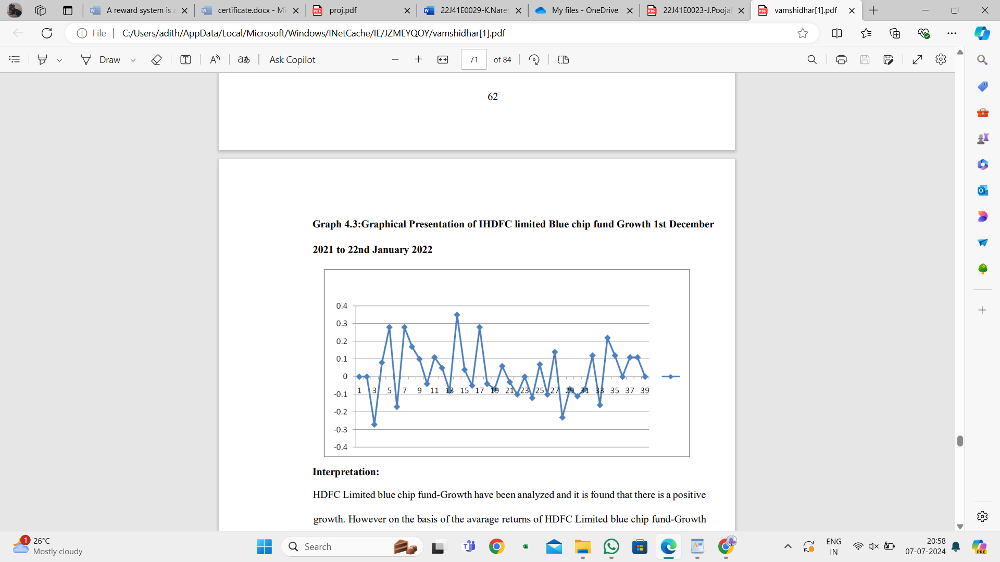 A reward system is a
certificate.docx - Mi
proj.pdf
22J41E0029-K.Naren
My files - OneDrive
22J41E0023-J.Pooja
vamshidhar[1].pdf
File
C:/Users/adith/AppData/Local/Microsoft/Windows/INetCache/IE/JZMEYQOY/vamshidhar[1].pdf
Draw
Ask Copilot
71
of 84
62
Graph 4.3:Graphical Presentation of IHDFC limited Blue chip fund Growth 1st December
2021 to 22nd January 2022
0.4
0.3
0.2
0.1
0
-0.1
-0.2
-0.3
-0.4
1 3 5 7 9 11 13 15 17 19 21 23 25 27 29 31 33 35 37 39
Interpretation:
HDFC Limited blue chip fund-Growth have been analyzed and it is found that there is a positive
growth. However on the basis of the avarage returns of HDFC Limited blue chip fund-Growth
1
26°C
Mostly cloudy
Search
ENG
IN
20:58
07-07-2024
PRE